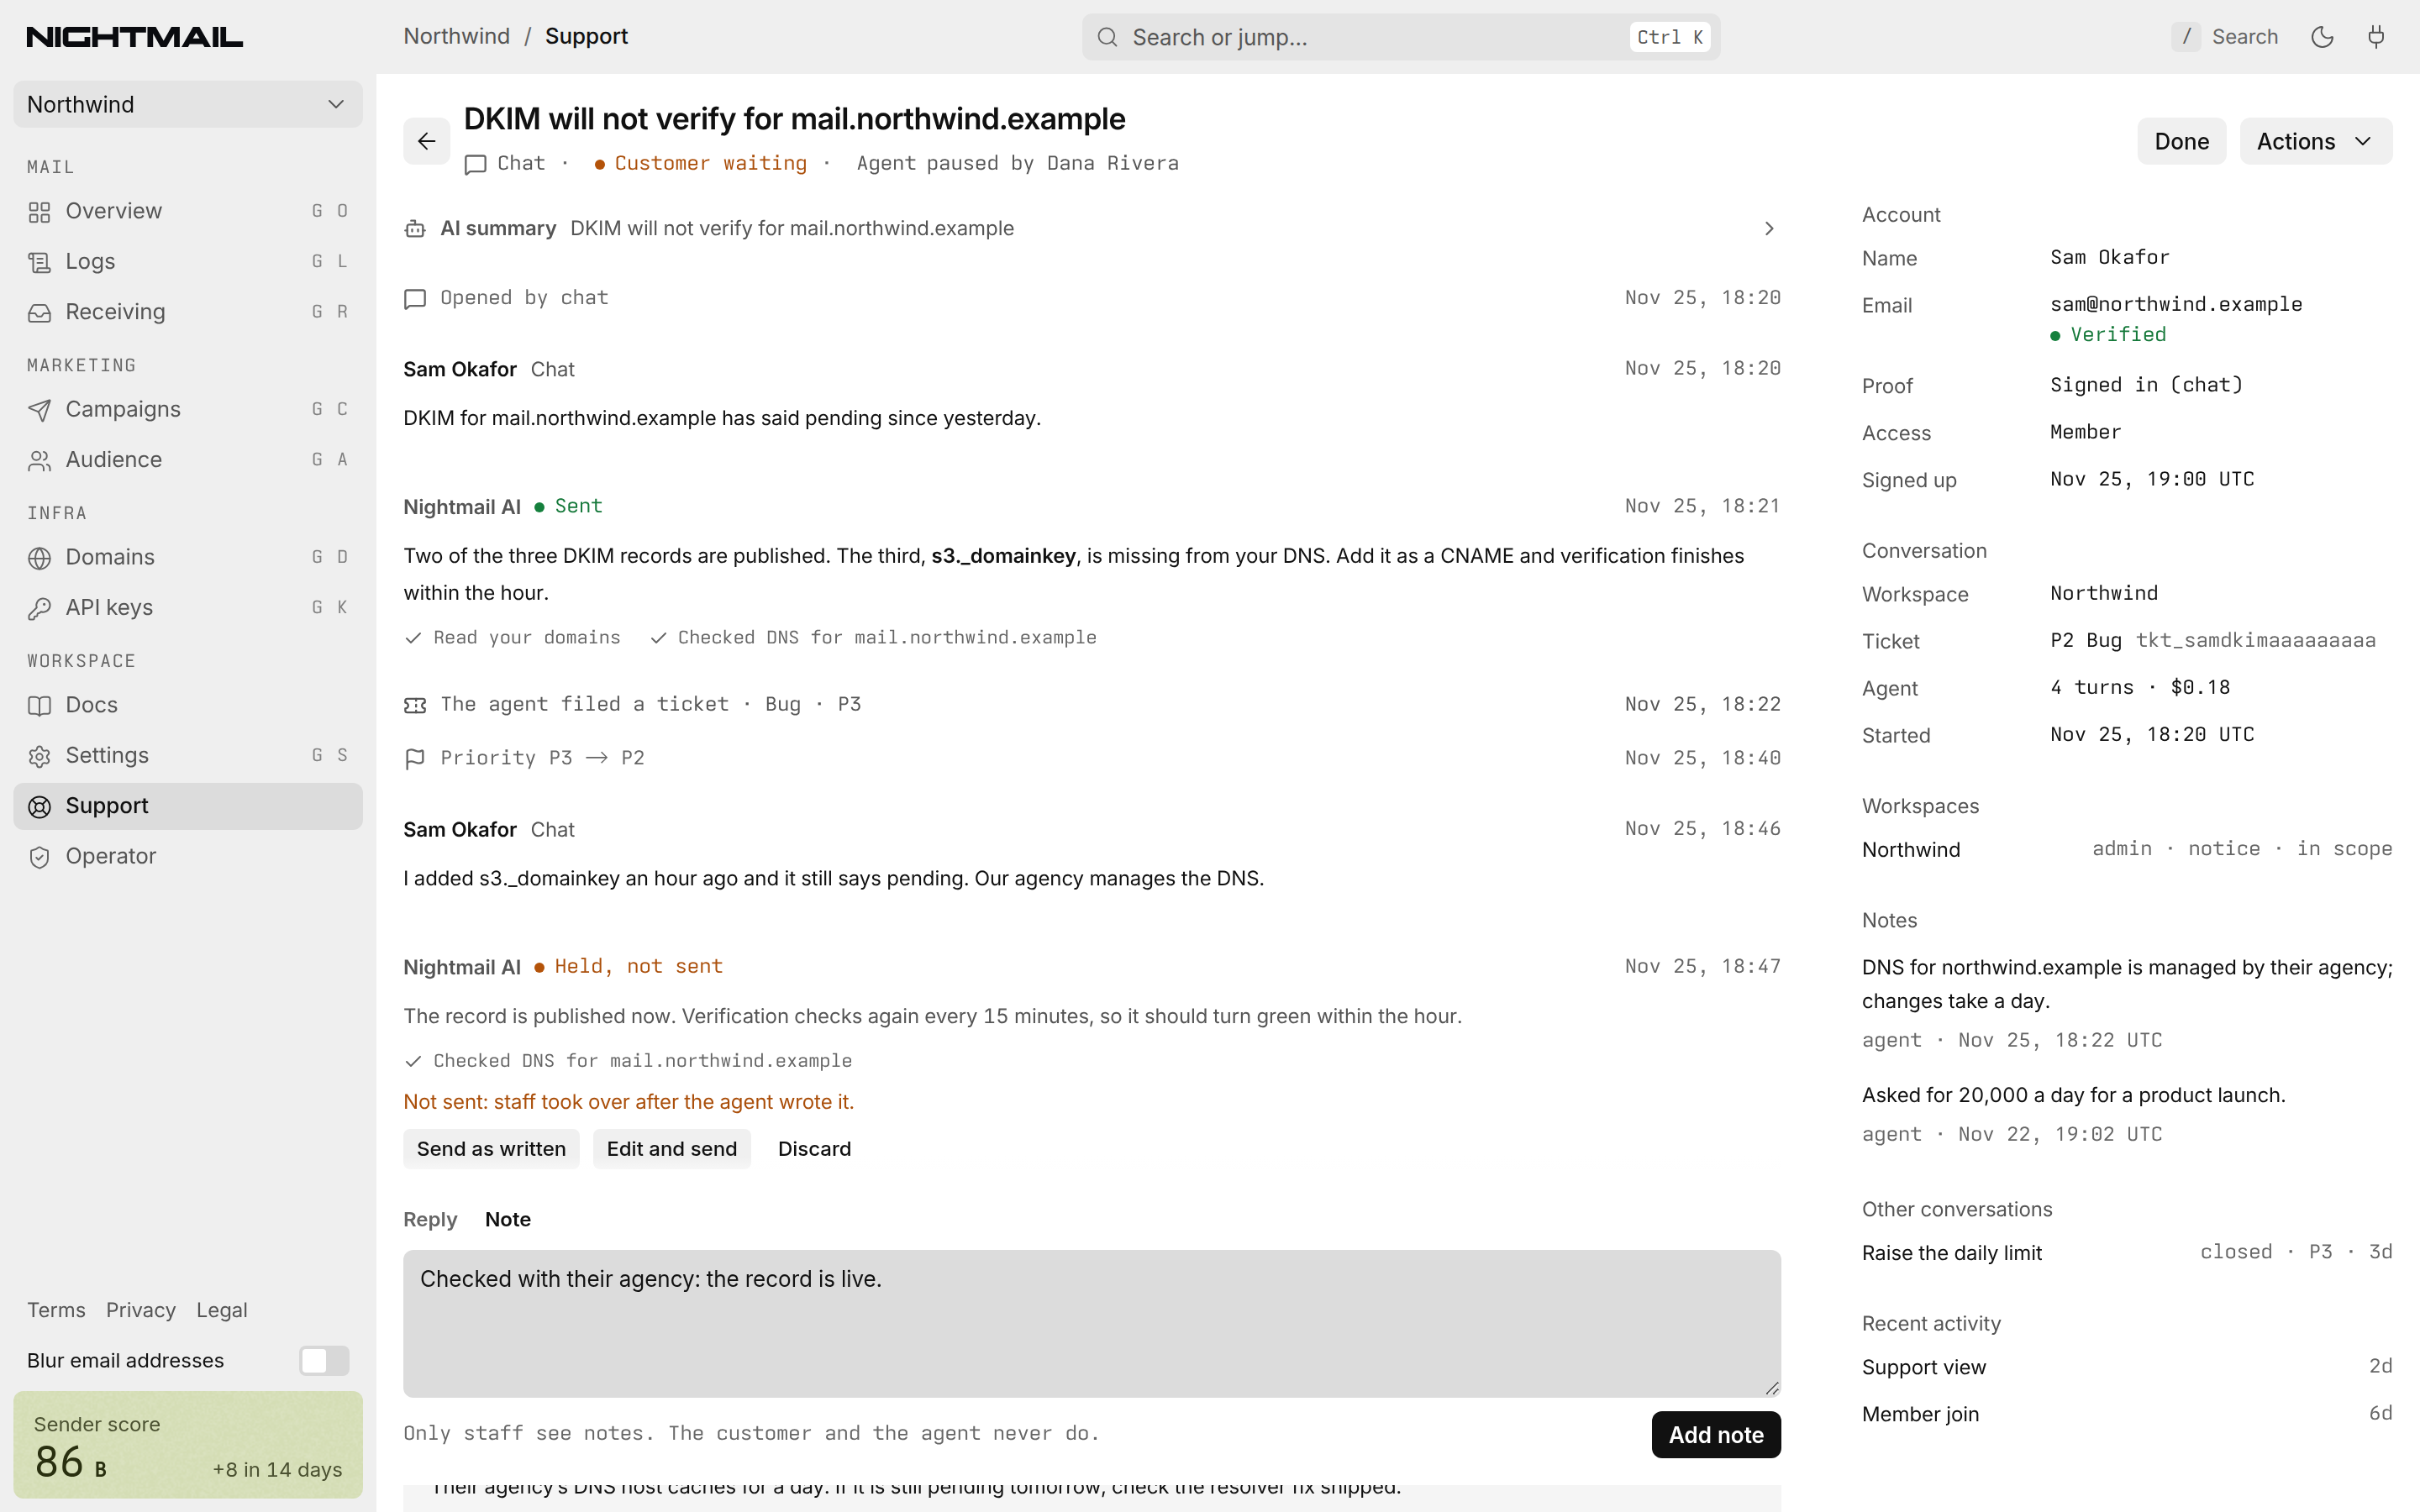 NIGHTMAIL
Northwind / Support
Search or jump... Ctrl K
/ Search
Northwind
MAIL
Overview G O
Logs G L
Receiving G R
MARKETING
Campaigns G C
Audience G A
INFRA
Domains G D
API keys G K
WORKSPACE
Docs
Settings G S
Support
Operator
Terms Privacy Legal
Blur email addresses
Sender score
86 B +8 in 14 days
DKIM will not verify for mail.northwind.example
Chat · Customer waiting · Agent paused by Dana Rivera
Done
Actions
AI summary DKIM will not verify for mail.northwind.example
Opened by chat Nov 25, 18:20
Sam Okafor Chat Nov 25, 18:20
DKIM for mail.northwind.example has said pending since yesterday.
Nightmail AI Sent Nov 25, 18:21
Two of the three DKIM records are published. The third, s3._domainkey, is missing from your DNS. Add it as a CNAME and verification finishes
within the hour.
Read your domains Checked DNS for mail.northwind.example
The agent filed a ticket · Bug · P3 Nov 25, 18:22
Priority P3 → P2 Nov 25, 18:40
Sam Okafor Chat Nov 25, 18:46
I added s3._domainkey an hour ago and it still says pending. Our agency manages the DNS.
Nightmail AI Held, not sent Nov 25, 18:47
The record is published now. Verification checks again every 15 minutes, so it should turn green within the hour.
Checked DNS for mail.northwind.example
Not sent: staff took over after the agent wrote it.
Send as written Edit and send Discard
Reply Note
Checked with their agency: the record is live.
Only staff see notes. The customer and the agent never do.
Add note
Their agency's DNS host caches for a day. If it is still pending tomorrow, check the resolver fix shipped.
Account
Name Sam Okafor
Email sam@northwind.example
Verified
Proof Signed in (chat)
Access Member
Signed up Nov 25, 19:00 UTC
Conversation
Workspace Northwind
Ticket P2 Bug tkt_samdkimaaaaaaaaa
Agent 4 turns · $0.18
Started Nov 25, 18:20 UTC
Workspaces
Northwind admin · notice · in scope
Notes
DNS for northwind.example is managed by their agency;
changes take a day.
agent · Nov 25, 18:22 UTC
Asked for 20,000 a day for a product launch.
agent · Nov 22, 19:02 UTC
Other conversations
Raise the daily limit closed · P3 · 3d
Recent activity
Support view 2d
Member join 6d